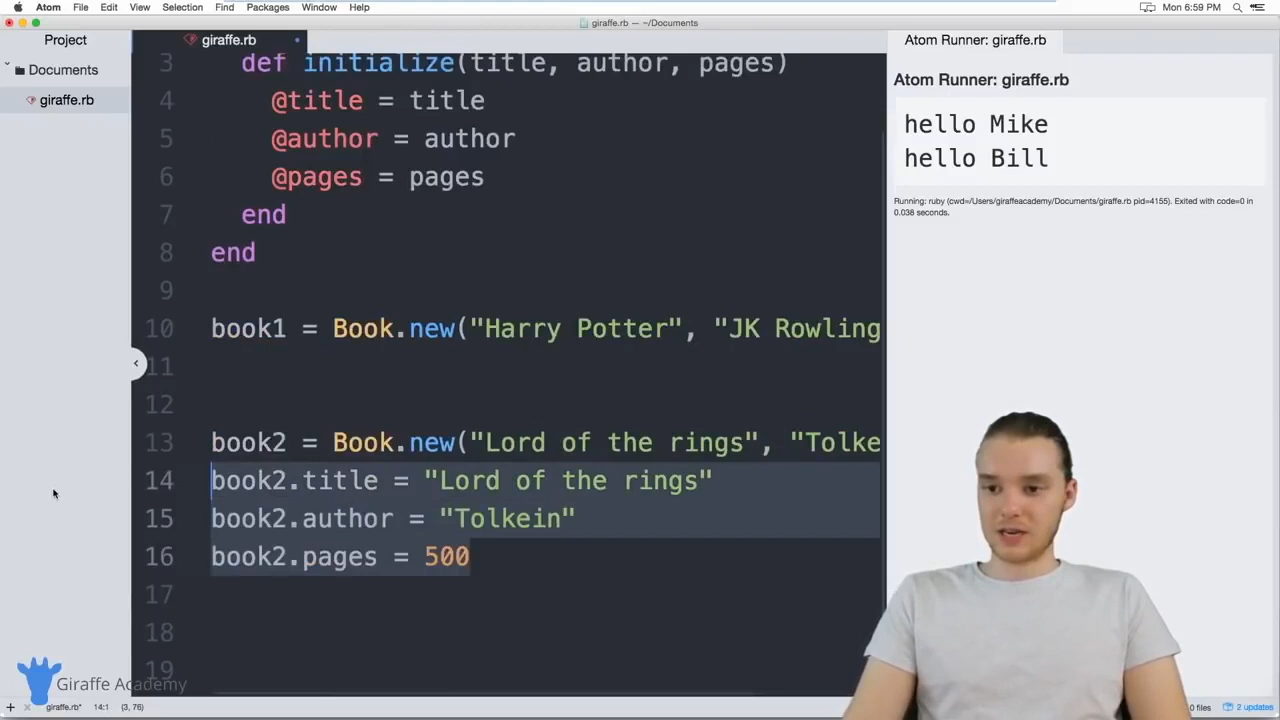 Atom File Edit View Selection Find Packages Window Help Mon 6:59 PM
giraffe.rb — ~/Documents
Project
Documents
giraffe.rb
giraffe.rb
3 def initialize(title, author, pages)
4 @title = title
5 @author = author
6 @pages = pages
7 end
8 end
9
10 book1 = Book.new("Harry Potter", "JK Rowling
11
12
13 book2 = Book.new("Lord of the rings", "Tolke
14 book2.title = "Lord of the rings"
15 book2.author = "Tolkein"
16 book2.pages = 500
17
18
19
Atom Runner: giraffe.rb
Atom Runner: giraffe.rb
hello Mike
hello Bill
Running: ruby (cwd=/Users/giraffeacademy/Documents/giraffe.rb pid=4155). Exited with code=0 in
0.038 seconds.
Giraffe Academy
giraffe.rb* 14:1 (3, 76) 0 files 2 updates